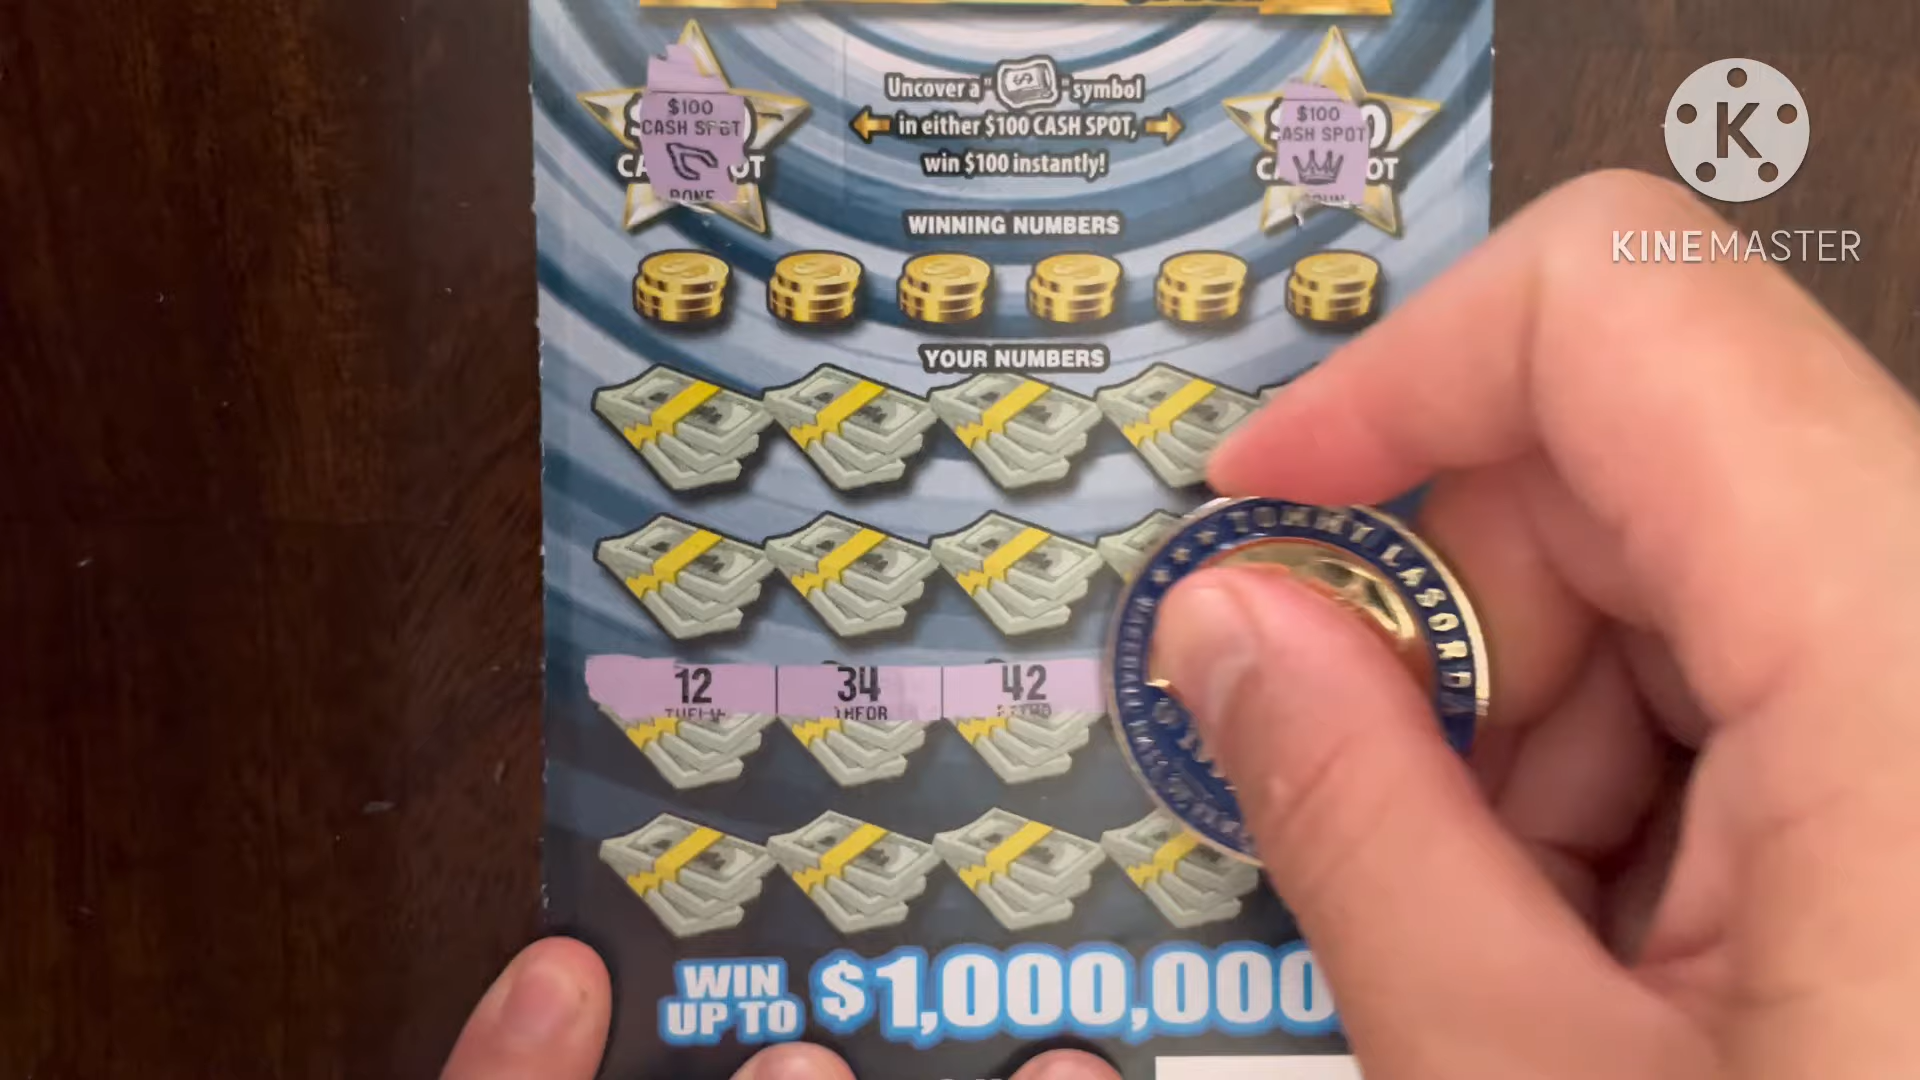 Uncover a " $ " symbol
in either $100 CASH SPOT,
win $100 instantly!
$100
CASH SPOT
$100
CASH SPOT
WINNING NUMBERS
YOUR NUMBERS
12
34
42
TOMMY LASORDA
WIN
UP TO
$1,000,000
K
KINEMASTER